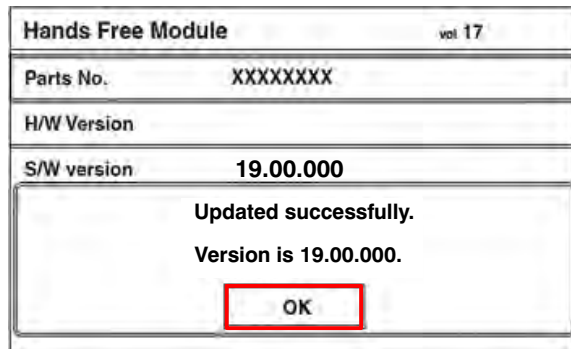 Hands Free Module vol 17
Parts No. XXXXXXXX
H/W Version
S/W version 19.00.000
Updated successfully.
Version is 19.00.000.
OK